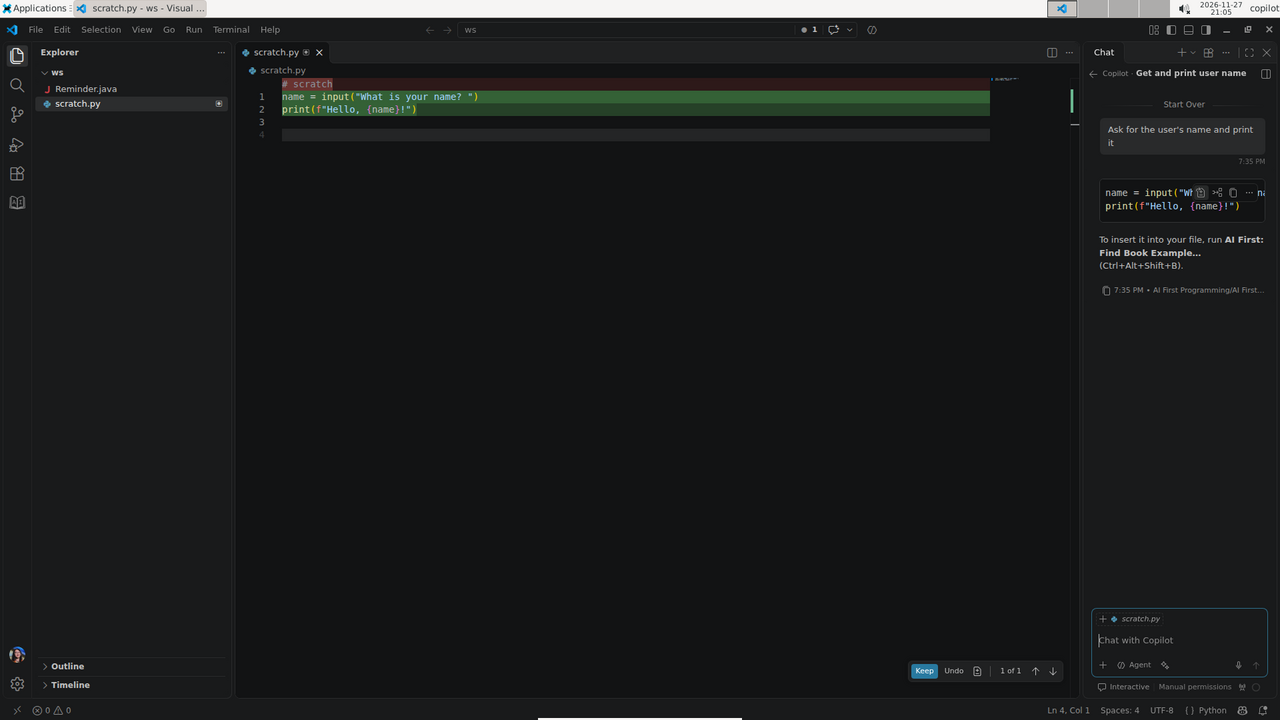 Applications
scratch.py - ws - Visual ...
2026-11-27
21:05
copilot
File Edit Selection View Go Run Terminal Help
ws
1
Explorer
ws
Reminder.java
scratch.py
Outline
Timeline
scratch.py
scratch.py
# scratch
1 name = input("What is your name? ")
2 print(f"Hello, {name}!")
3
4
Keep Undo 1 of 1
Chat
Copilot · Get and print user name
Start Over
Ask for the user's name and print
it
7:35 PM
name = input("Wh
print(f"Hello, {name}!")
To insert it into your file, run AI First:
Find Book Example...
(Ctrl+Alt+Shift+B).
7:35 PM • AI First Programming/AI First...
scratch.py
Chat with Copilot
Agent
Interactive Manual permissions
0 0
Ln 4, Col 1 Spaces: 4 UTF-8 { } Python